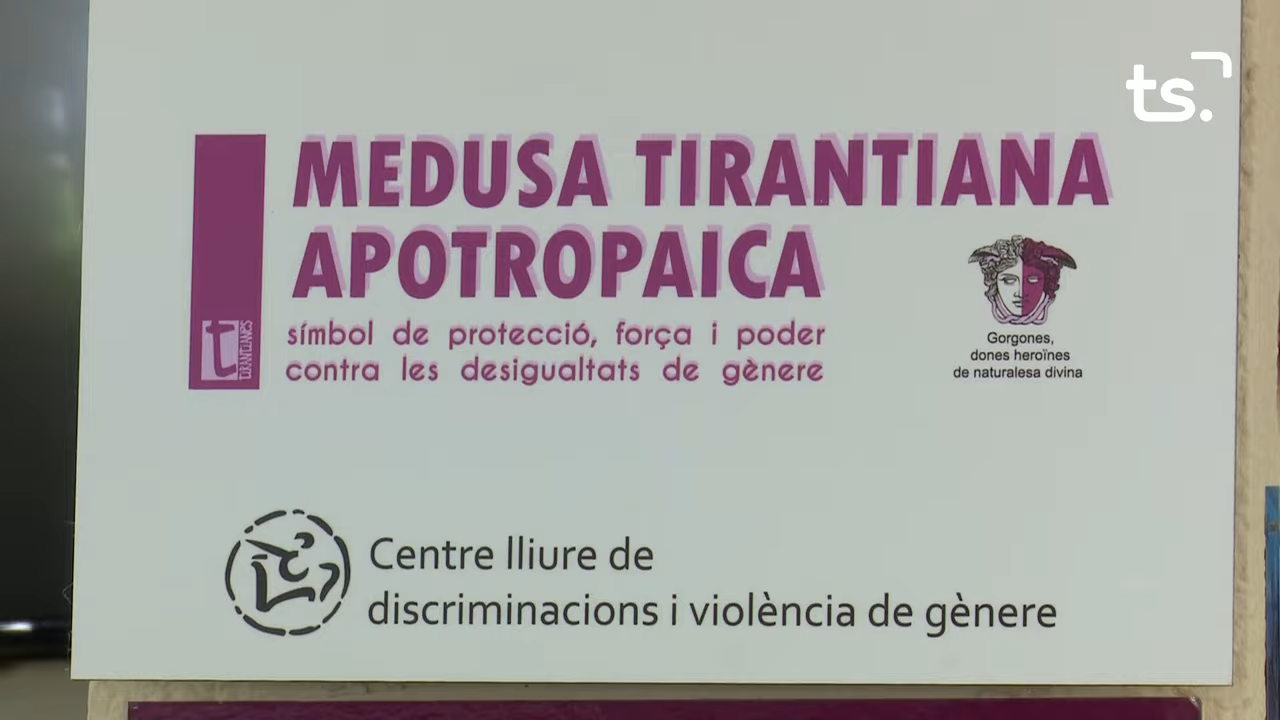 ts.
MEDUSA TIRANTIANA
APOTROPAICA
símbol de protecció, força i poder
contra les desigualtats de gènere
t TIRANTIANES
Gorgones,
dones heroïnes
de naturalesa divina
Centre lliure de
discriminacions i violència de gènere